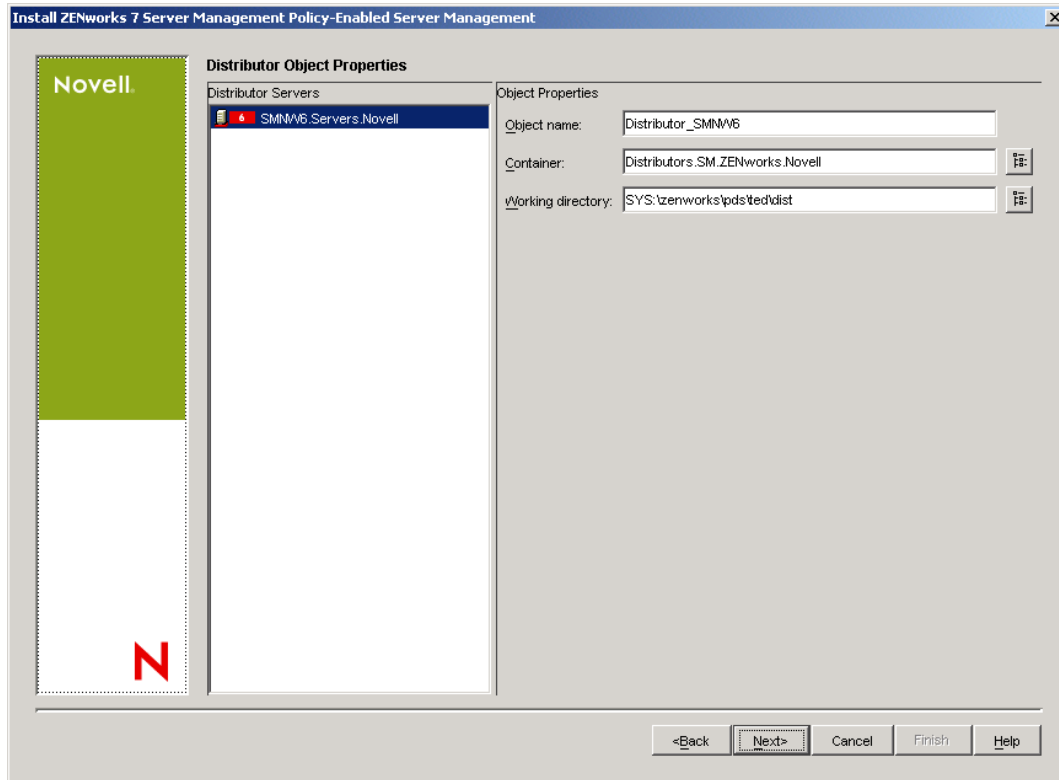 Install ZENworks 7 Server Management Policy-Enabled Server Management
Novell.
Distributor Object Properties
Distributor Servers
6 SMNW6.Servers.Novell
Object Properties
Object name: Distributor_SMNW6
Container: Distributors.SM.ZENworks.Novell
Working directory: SYS:\zenworks\pds\ted\dist
N
<Back Next> Cancel Finish Help